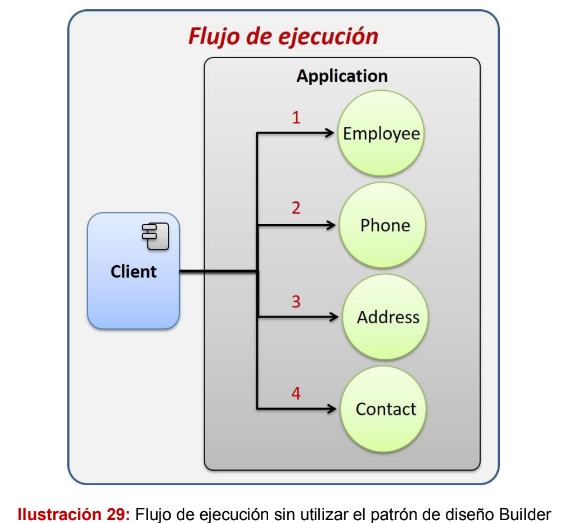 Flujo de ejecución
Application
1
Employee
2
Phone
Client
3
Address
4
Contact
Ilustración 29: Flujo de ejecución sin utilizar el patrón de diseño Builder